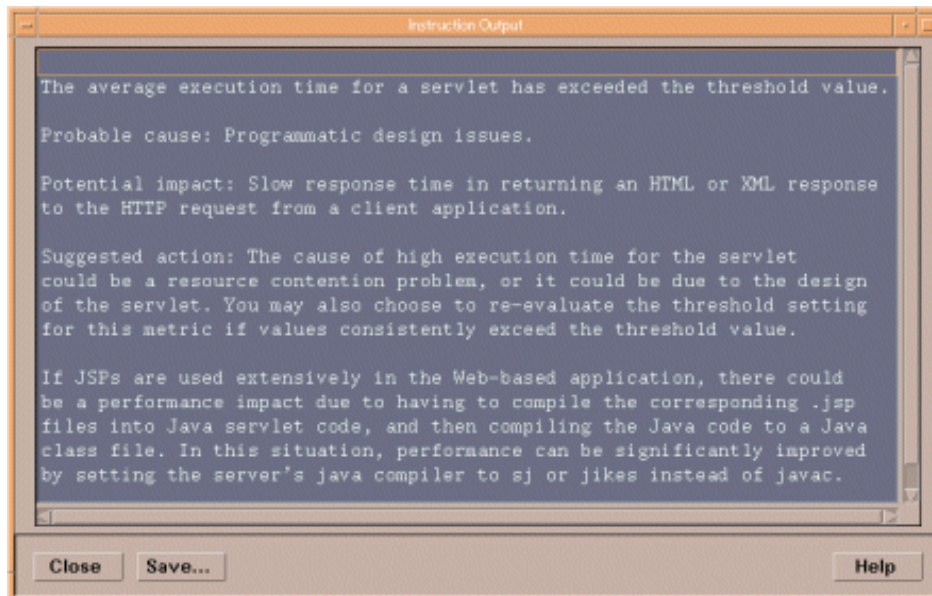 Instruction Output
The average execution time for a servlet has exceeded the threshold value.
Probable cause: Programmatic design issues.
Potential impact: Slow response time in returning an HTML or XML response
to the HTTP request from a client application.
Suggested action: The cause of high execution time for the servlet
could be a resource contention problem, or it could be due to the design
of the servlet. You may also choose to re-evaluate the threshold setting
for this metric if values consistently exceed the threshold value.
If JSPs are used extensively in the Web-based application, there could
be a performance impact due to having to compile the corresponding .jsp
files into Java servlet code, and then compiling the Java code to a Java
class file. In this situation, performance can be significantly improved
by setting the server's java compiler to sj or jikes instead of javac.
Close Save... Help